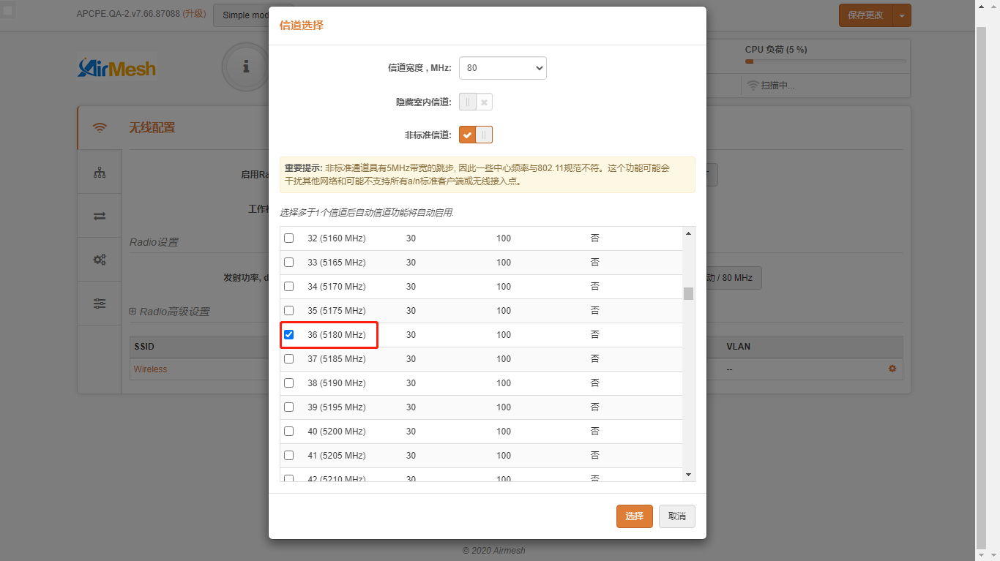 APCPE.QA-2.v7.66.87088 (升级)
Simple mod
保存更改
信道选择
AirMesh
CPU 负荷 (5 %)
扫描中...
信道宽度 , MHz: 80
隐藏室内信道:
非标准信道:
无线配置
重要提示: 非标准通道具有5MHz带宽的跳步, 因此一些中心频率与802.11规范不符。这个功能可能会
干扰其他网络和可能不支持所有a/n标准客户端或无线接入点。
启用Ra
工作
选择多于1个信道后自动信道功能将自动启用.
Radio设置
发射功率, d
动 / 80 MHz
Radio高级设置
32 (5160 MHz) 30 100 否
33 (5165 MHz) 30 100 否
34 (5170 MHz) 30 100 否
35 (5175 MHz) 30 100 否
36 (5180 MHz) 30 100 否
37 (5185 MHz) 30 100 否
38 (5190 MHz) 30 100 否
39 (5195 MHz) 30 100 否
40 (5200 MHz) 30 100 否
41 (5205 MHz) 30 100 否
42 (5210 MHz) 30 100 否
SSID
VLAN
Wireless
--
选择
取消
© 2020 Airmesh